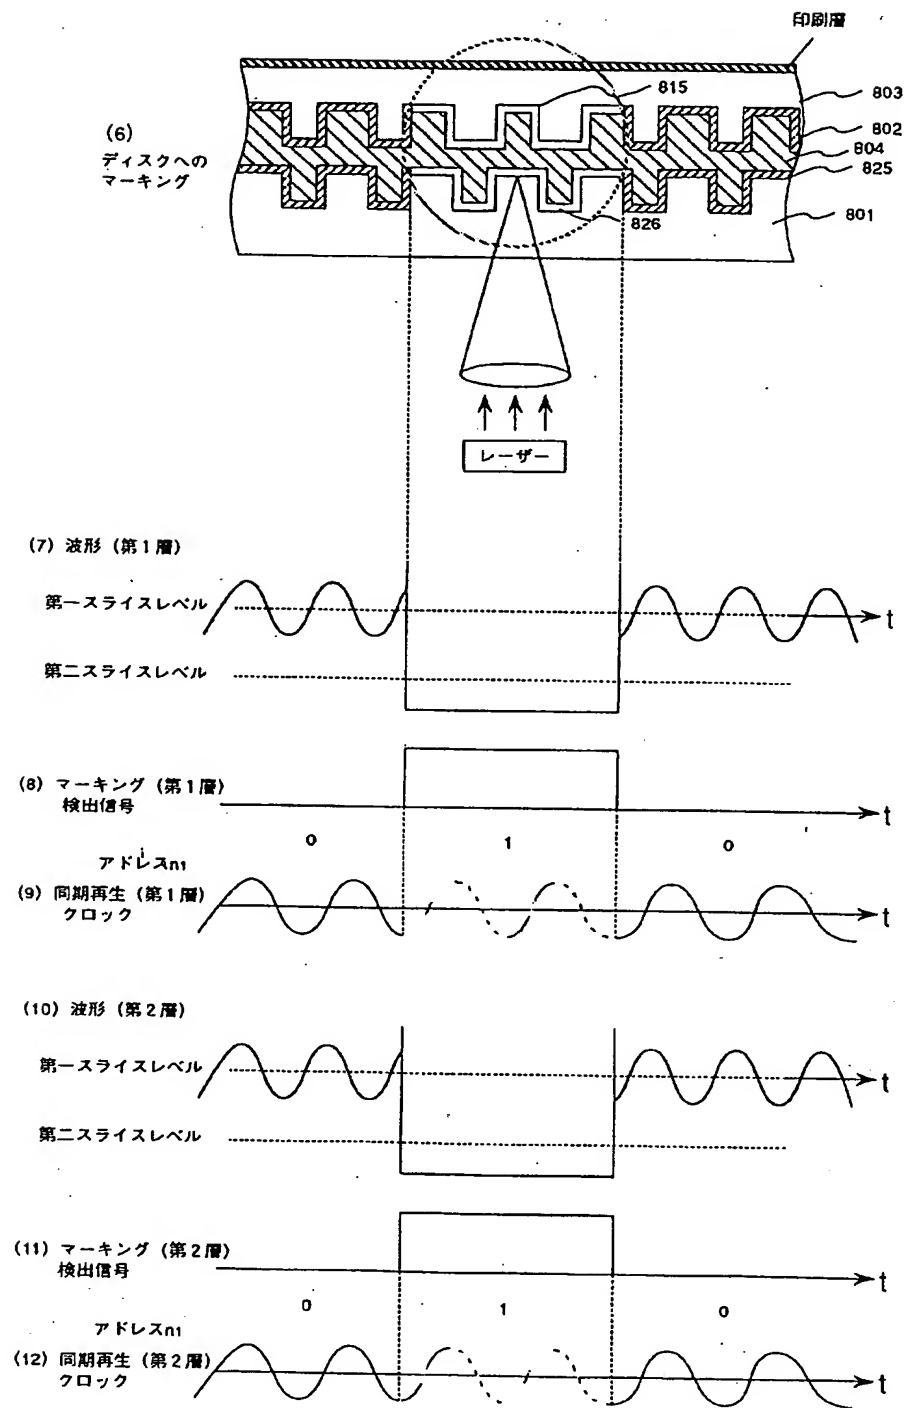 印刷層
815
803
(6)
ディスクへの
マーキング
802
804
825
826
801
レーザー
(7) 波形 (第1層)
第一スライスレベル
t
第二スライスレベル
(8) マーキング (第1層)
検出信号
t
0
1
0
アドレスn1
(9) 同期再生 (第1層)
クロック
t
(10) 波形 (第2層)
第一スライスレベル
t
第二スライスレベル
(11) マーキング (第2層)
検出信号
t
0
1
0
アドレスn1
(12) 同期再生 (第2層)
クロック
t